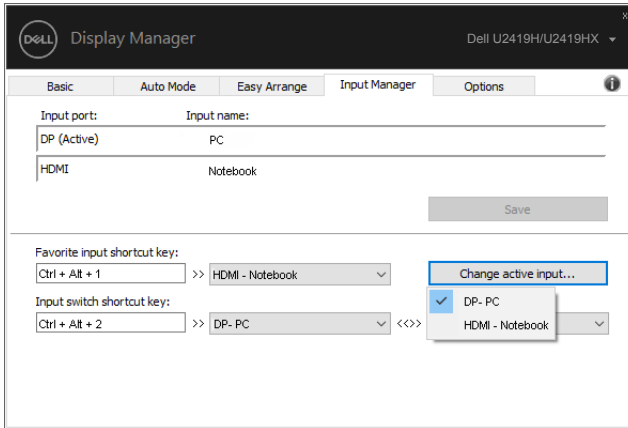 DELL Display Manager Dell U2419H/U2419HX
x
Basic Auto Mode Easy Arrange Input Manager Options
Input port: Input name:
DP (Active) PC
HDMI Notebook
Save
Favorite input shortcut key:
Ctrl + Alt + 1 >> HDMI - Notebook Change active input...
DP- PC
Input switch shortcut key:
HDMI - Notebook
Ctrl + Alt + 2 >> DP- PC <<>>